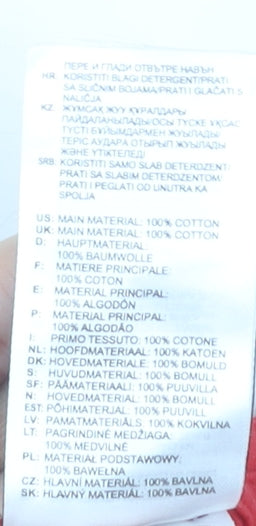 ПЕРЕ И ГЛАДИ ОТВЪТРЕ НАВЪН
HR: KORISTITI BLAGI DETERGENT/PRATI
SA SLIČNIM BOJAMA/PRATI I GLAČATI S
NALIČJA
KZ: ЖҰМСАҚ ЖУУ ҚҰРАЛДАРЫ
ПАЙДАЛАНЫЛАДЫ/ОСЫ ТҮСКЕ ҰҚСАС
ТҮСТІ БҰЙЫМДАРМЕН ЖУЫЛАДЫ/
ТЕРІС АУДАРА ОТЫРЫП ЖУЫЛАДЫ
ЖӘНЕ ҮТІКТЕЛЕДІ
SRB: KORISTITI SAMO SLAB DETERDZENT/
PRATI SA SLABIM DETERDZENTOM/
PRATI I PEGLATI OD UNUTRA KA
SPOLJA
US: MAIN MATERIAL: 100% COTTON
UK: MAIN MATERIAL: 100% COTTON
D: HAUPTMATERIAL:
100% BAUMWOLLE
F: MATIERE PRINCIPALE:
100% COTON
E: MATERIAL PRINCIPAL:
100% ALGODÓN
P: MATERIAL PRINCIPAL:
100% ALGODÃO
I: PRIMO TESSUTO: 100% COTONE
NL: HOOFDMATERIAAL: 100% KATOEN
DK: HOVEDMATERIALE: 100% BOMULD
S: HUVUDMATERIAL: 100% BOMULL
SF: PÄÄMATERIAALI: 100% PUUVILLA
N: HOVEDMATERIAL: 100% BOMULL
EST: PÕHIMATERJAL: 100% PUUVILL
LV: PAMATMATERIĀLS: 100% KOKVILNA
LT: PAGRINDINĖ MEDŽIAGA:
100% MEDVILNĖ
PL: MATERIAŁ PODSTAWOWY:
100% BAWEŁNA
CZ: HLAVNÍ MATERIÁL: 100% BAVLNA
SK: HLAVNÝ MATERIÁL: 100% BAVLNA